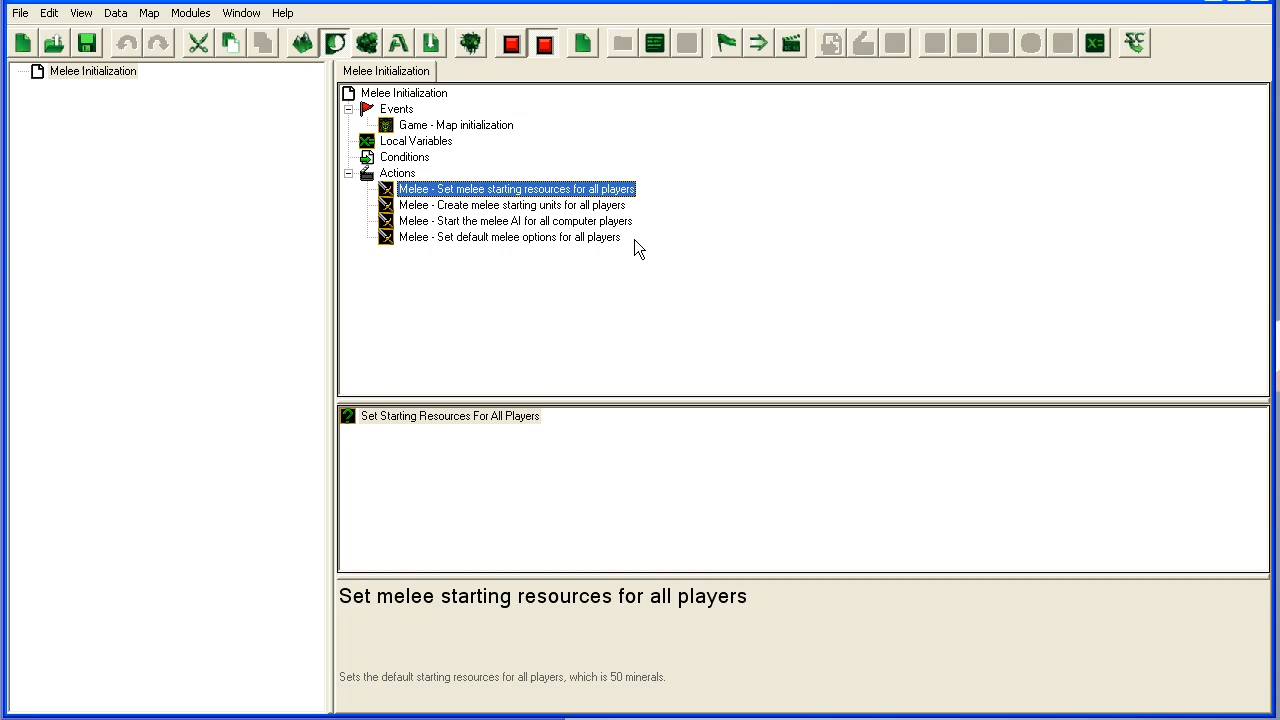 File Edit View Data Map Modules Window Help
Melee Initialization
Melee Initialization
Melee Initialization
Events
Game - Map initialization
Local Variables
Conditions
Actions
Melee - Set melee starting resources for all players
Melee - Create melee starting units for all players
Melee - Start the melee AI for all computer players
Melee - Set default melee options for all players
Set Starting Resources For All Players
Set melee starting resources for all players
Sets the default starting resources for all players, which is 50 minerals.